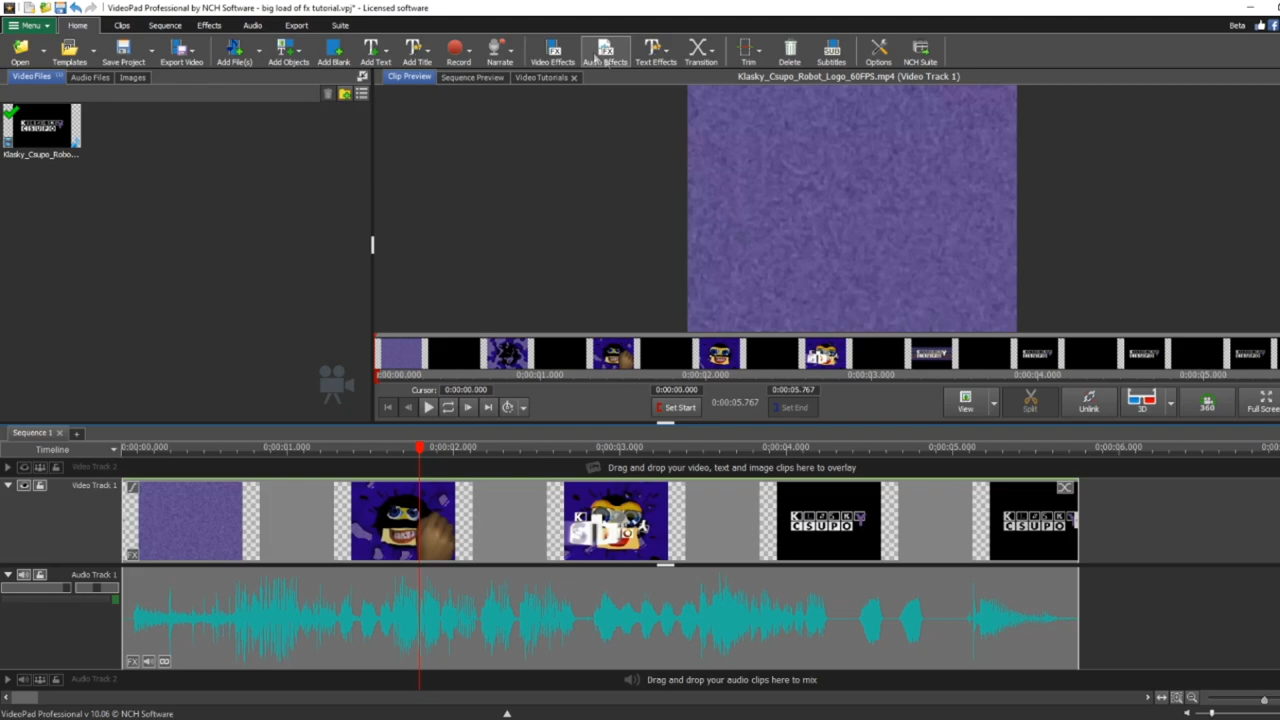 VideoPad Professional by NCH Software - big load of fx tutorial.vpj* - Licensed software
Menu Home Clips Sequence Effects Audio Export Suite Beta
Open Templates Save Project Export Video Add File(s) Add Objects Add Blank Add Text Add Title Record Narrate Video Effects Audio Effects Text Effects Transition Trim Delete Subtitles Options NCH Suite
Video Files Audio Files Images
Clip Preview Sequence Preview Video Tutorials Klasky_Csupo_Robot_Logo_60FPS.mp4 (Video Track 1)
Klasky_Csupo_Robo...
0:00:00.000 0:00:01.000 0:00:02.000 0:00:03.000 0:00:04.000 0:00:05.000
Cursor: 0:00:00.000 0:00:00.000 0:00:05.767 0:00:05.767
Set Start Set End
View Split Unlink 3D 360 Full Scree
Sequence 1
Timeline 0:00:00.000 0:00:01.000 0:00:02.000 0:00:03.000 0:00:04.000 0:00:05.000 0:00:06.000
Video Track 2 Drag and drop your video, text and image clips here to overlay
Video Track 1
KLASKY
CSUPO
KLASKY
CSUPO
Audio Track 1
FX
Audio Track 2 Drag and drop your audio clips here to mix
VideoPad Professional v 10.06 © NCH Software